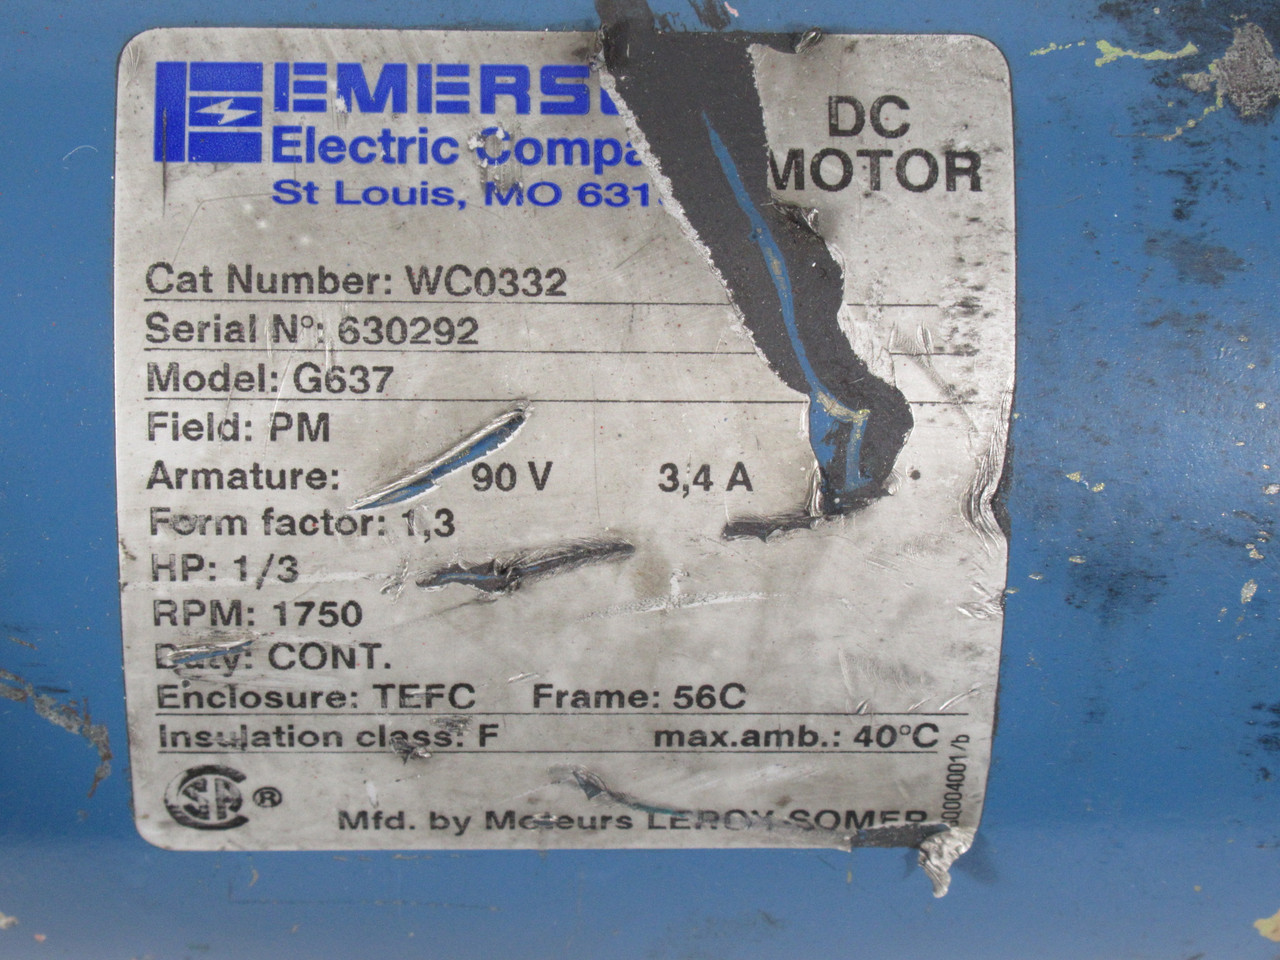 EMERS
Electric Compa
St Louis, MO 631
DC
MOTOR
Cat Number: WC0332
Serial N°: 630292
Model: G637
Field: PM
Armature: 90 V 3,4 A
Form factor: 1,3
HP: 1/3
RPM: 1750
Duty: CONT.
Enclosure: TEFC Frame: 56C
Insulation class: F max.amb.: 40°C
®
Mfd. by Moteurs LEROY-SOMER